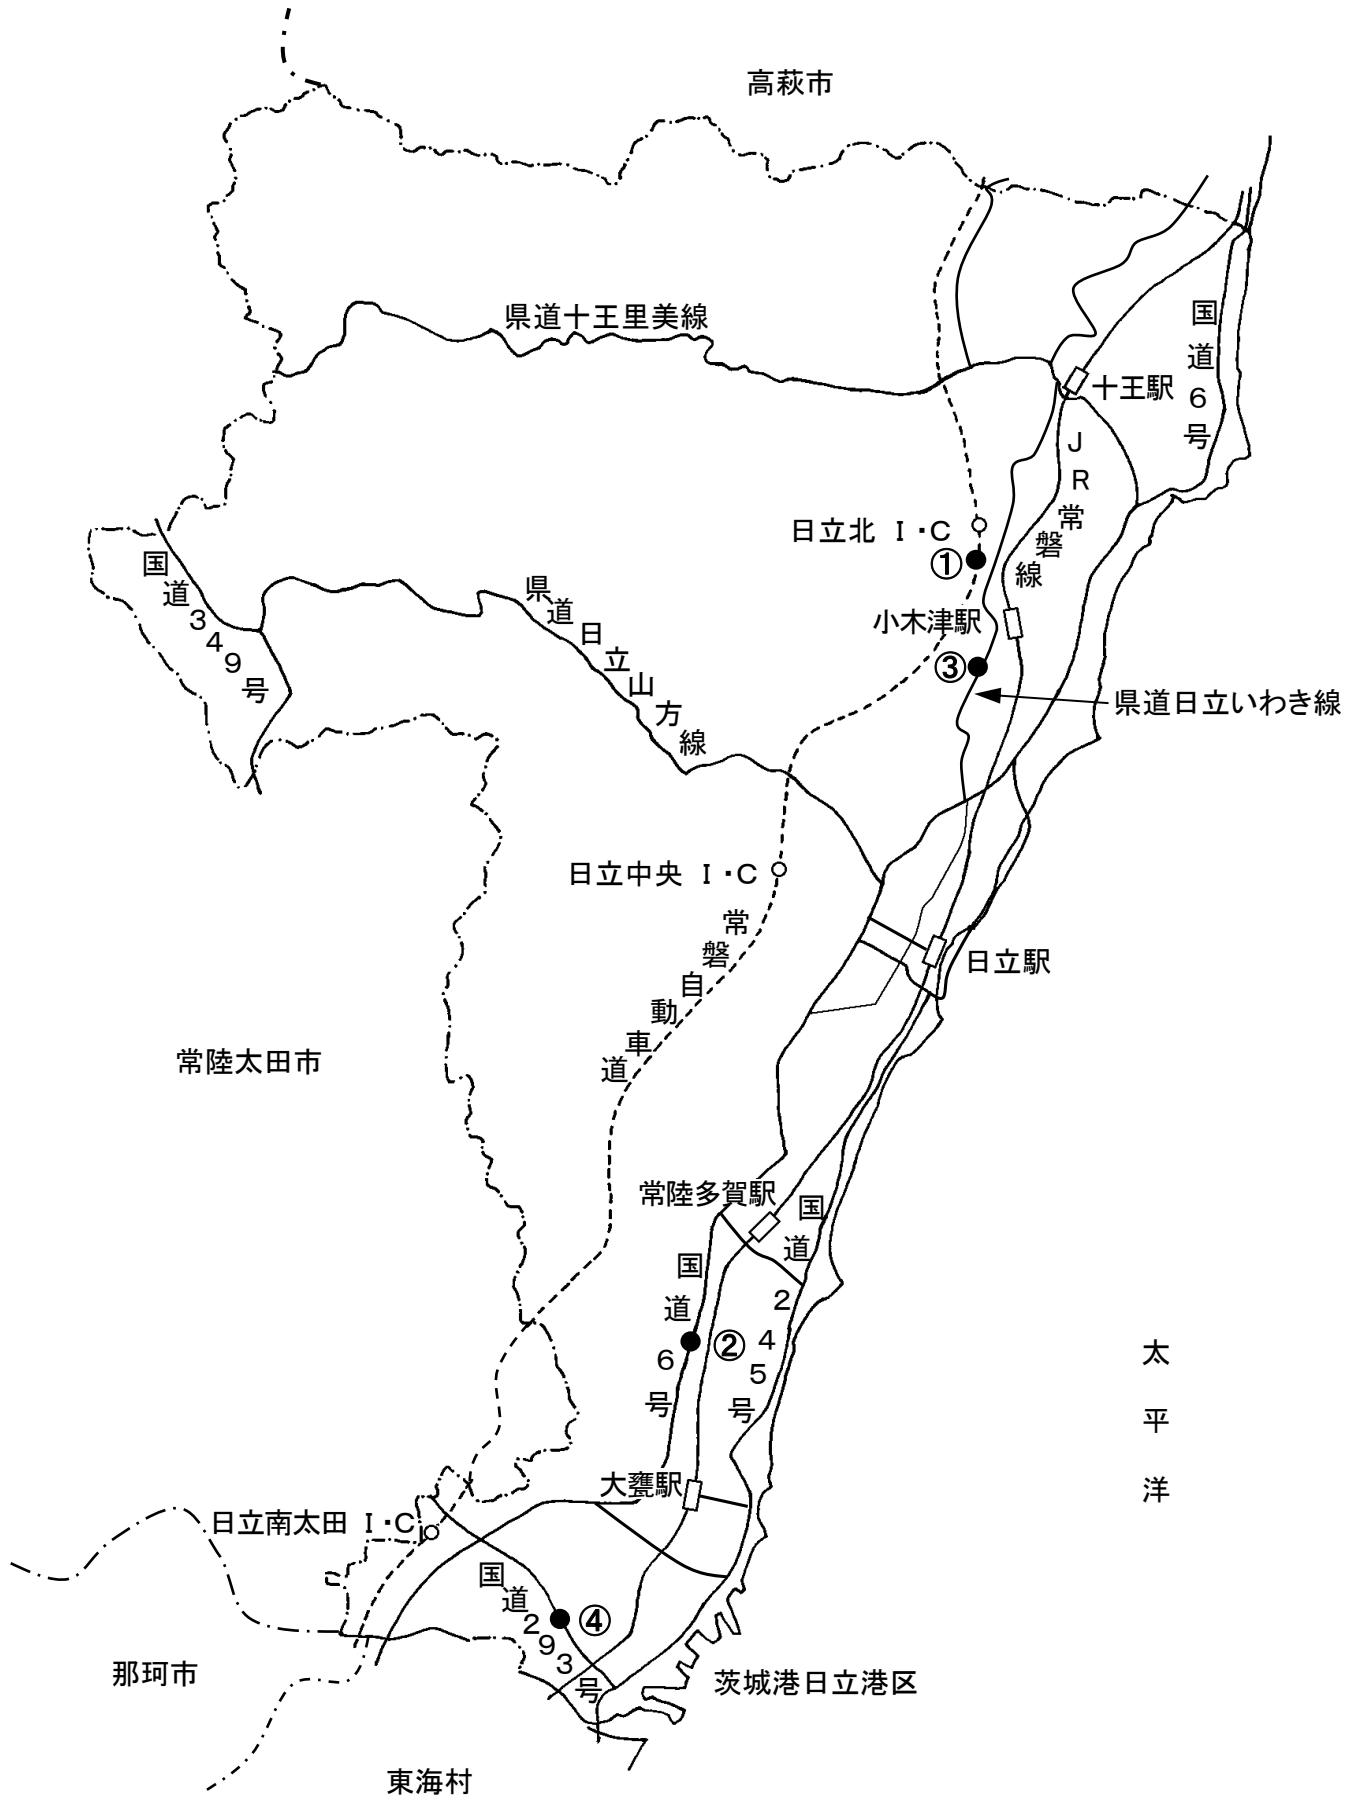 高萩市
県道十王里美線
国道6号
十王駅
JR常磐線
日立北 I・C
①
国道349号
県道日立山方線
小木津駅
③
県道日立いわき線
日立中央 I・C
常磐自動車道
日立駅
常陸太田市
常陸多賀駅
国道245号
国道6号
②
太平洋
大甕駅
日立南太田 I・C
国道293号
④
那珂市
茨城港日立港区
東海村